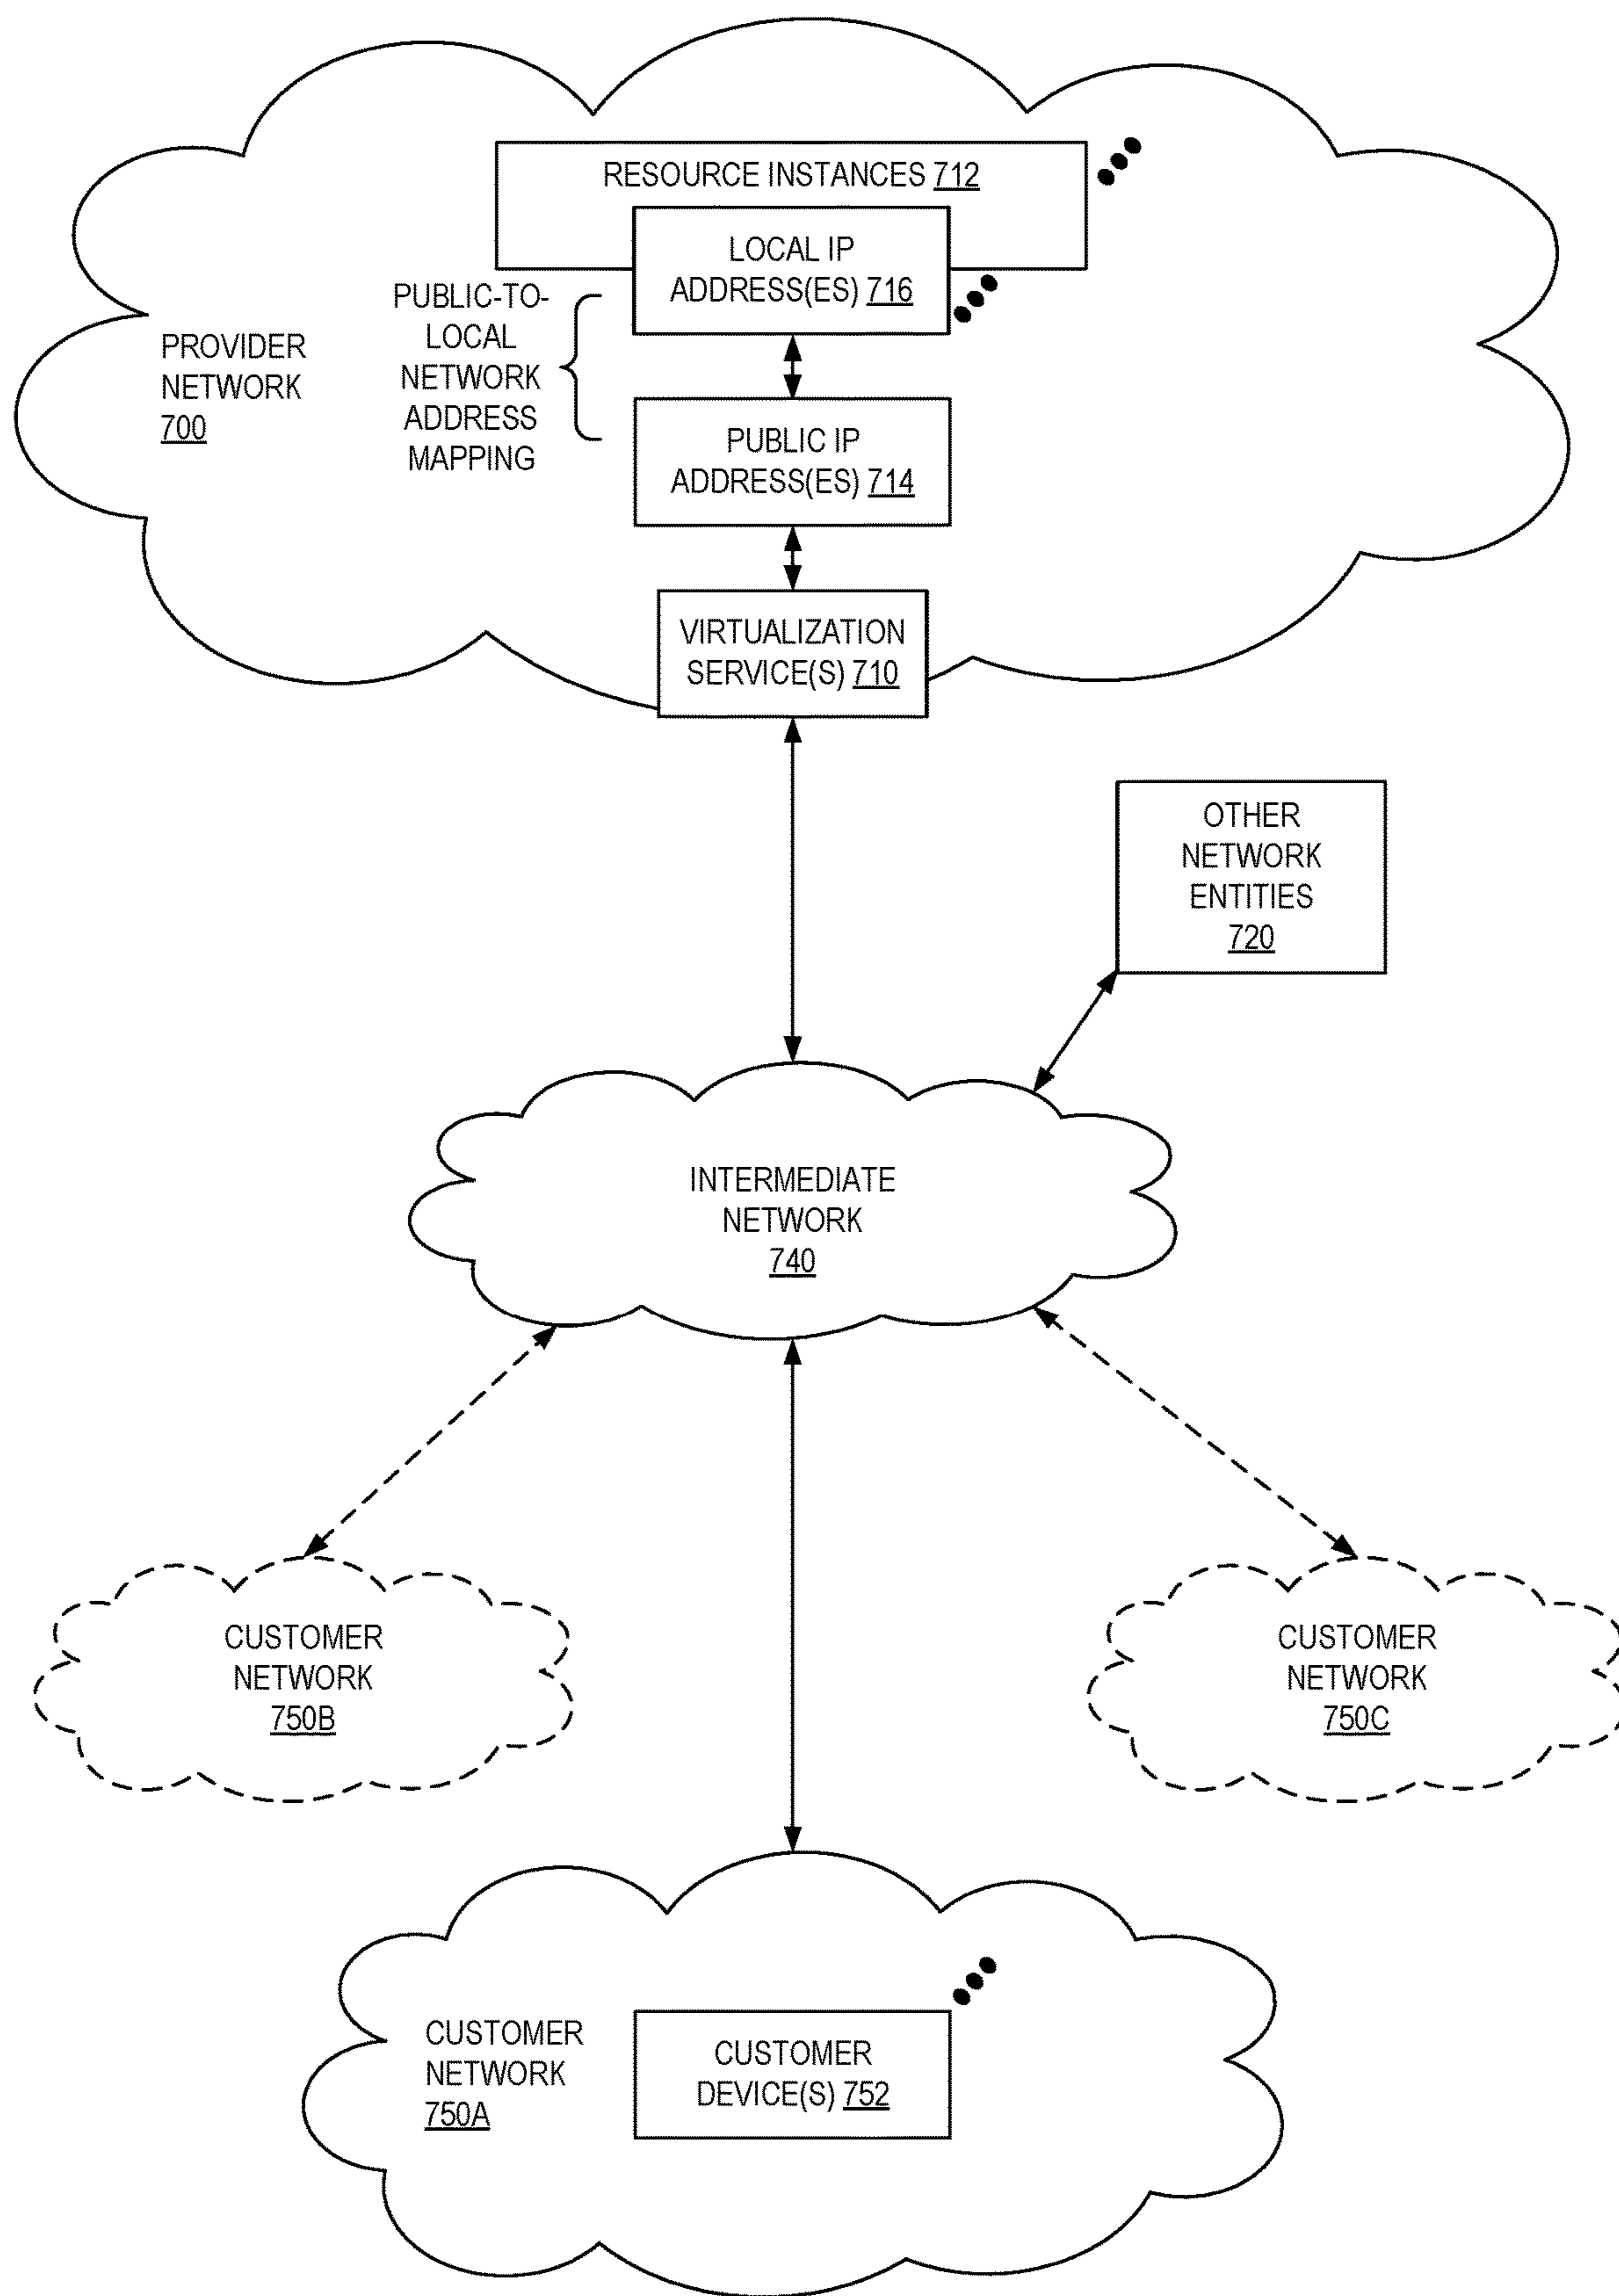 RESOURCE INSTANCES 712
LOCAL IP
ADDRESS(ES) 716
PUBLIC-TO-
LOCAL
NETWORK
ADDRESS
MAPPING
PROVIDER
NETWORK
700
PUBLIC IP
ADDRESS(ES) 714
VIRTUALIZATION
SERVICE(S) 710
OTHER
NETWORK
ENTITIES
720
INTERMEDIATE
NETWORK
740
CUSTOMER
NETWORK
750B
CUSTOMER
NETWORK
750C
CUSTOMER
NETWORK
750A
CUSTOMER
DEVICE(S) 752